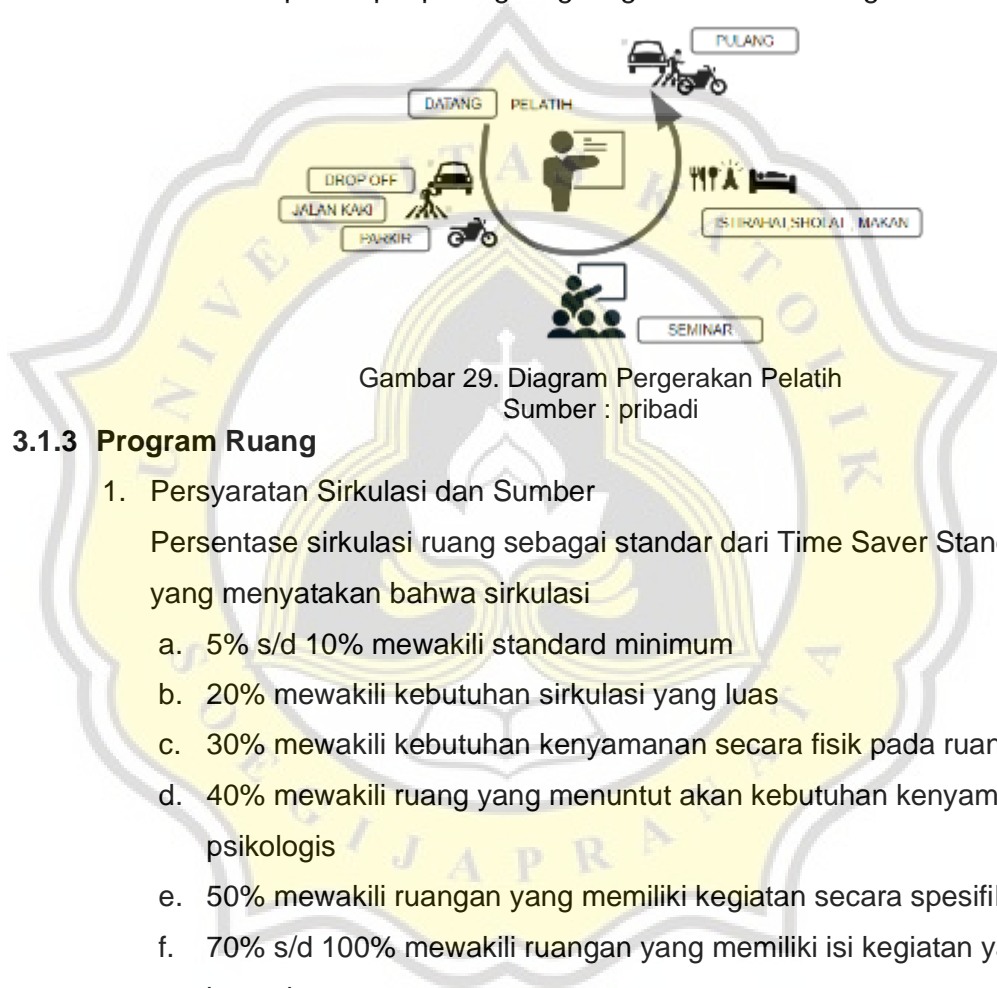 PULANG
DATANG PELATIH
DROP OFF
JALAN KAKI
PARKIR
ISTIRAHAT,SHOLAT , MAKAN
SEMINAR
Gambar 29. Diagram Pergerakan Pelatih
Sumber : pribadi
3.1.3 Program Ruang
1. Persyaratan Sirkulasi dan Sumber
Persentase sirkulasi ruang sebagai standar dari Time Saver
yang menyatakan bahwa sirkulasi
a. 5% s/d 10% mewakili standard minimum
b. 20% mewakili kebutuhan sirkulasi yang luas
c. 30% mewakili kebutuhan kenyamanan secara fisik pada
d. 40% mewakili ruang yang menuntut akan kebutuhan
psikologis
e. 50% mewakili ruangan yang memiliki kegiatan secara
f. 70% s/d 100% mewakili ruangan yang memiliki isi kegiatan
UNIVERSITAS KATOLIK
SOEGIJAPRANATA